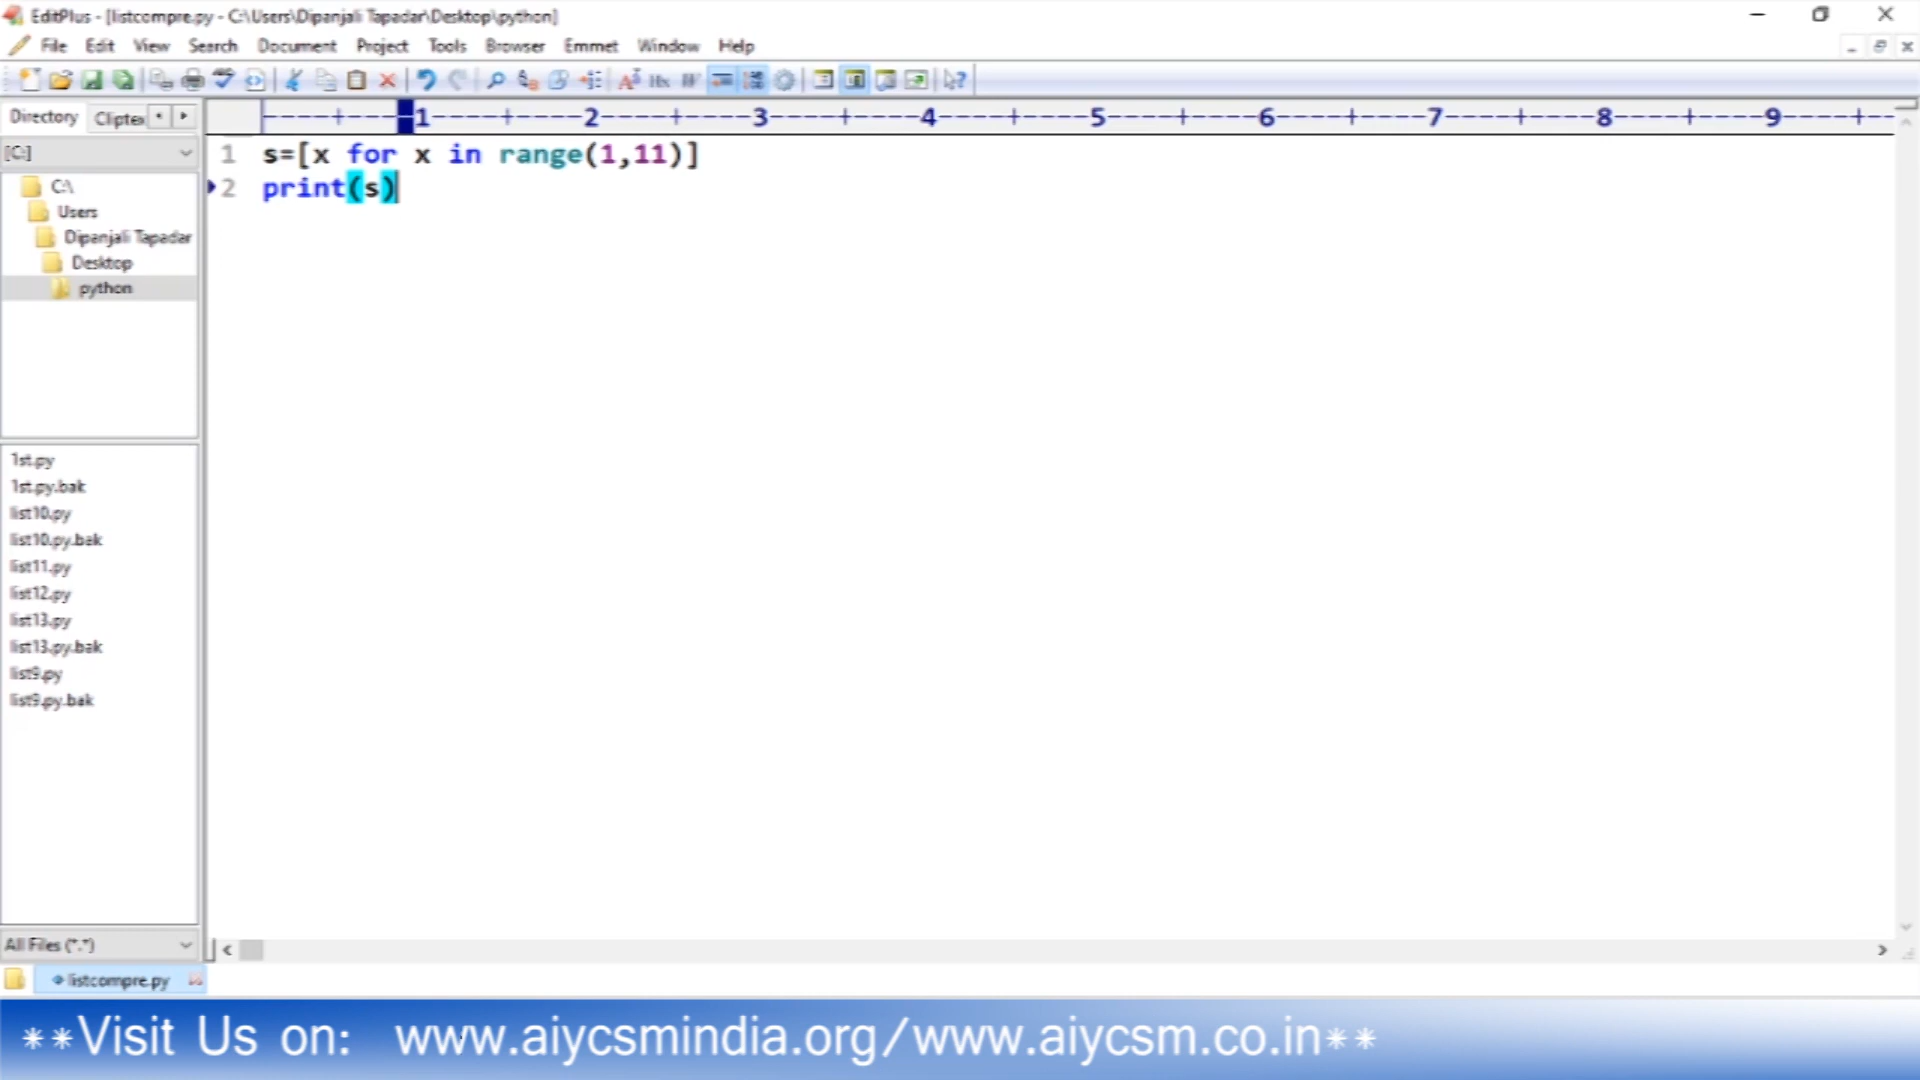 EditPlus - [listcompre.py - C:\Users\Dipanjali Tapadar\Desktop\python]
File Edit View Search Document Project Tools Browser Emmet Window Help
Directory Cliptex
----+----1----+----2----+----3----+----4----+----5----+----6----+----7----+----8----+----9----+--
[C:]
1 s=[x for x in range(1,11)]
2 print(s)
C:\
Users
Dipanjali Tapadar
Desktop
python
1st.py
1st.py.bak
list10.py
list10.py.bak
list11.py
list12.py
list13.py
list13.py.bak
list9.py
list9.py.bak
All Files (*.*)
listcompre.py
**Visit Us on: www.aiycsmindia.org/www.aiycsm.co.in**